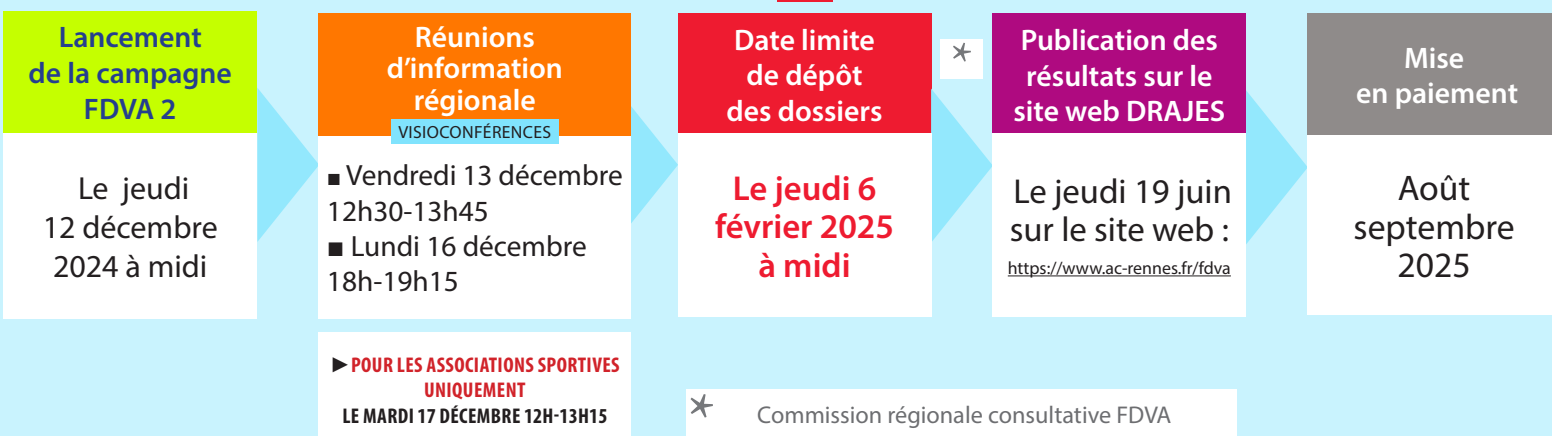 Lancement
de la campagne
FDVA 2
Le jeudi
12 décembre
2024 à midi
Réunions
d’information
régionale
VISIOCONFÉRENCES
■ Vendredi 13 décembre
12h30-13h45
■ Lundi 16 décembre
18h-19h15
►POUR LES ASSOCIATIONS SPORTIVES
UNIQUEMENT
LE MARDI 17 DÉCEMBRE 12H-13H15
Date limite
de dépôt
des dossiers
Le jeudi 6
février 2025
à midi
*
Publication des
résultats sur le
site web DRAJES
Le jeudi 19 juin
sur le site web :
https://www.ac-rennes.fr/fdva
Mise
en paiement
Août
septembre
2025
* Commission régionale consultative FDVA